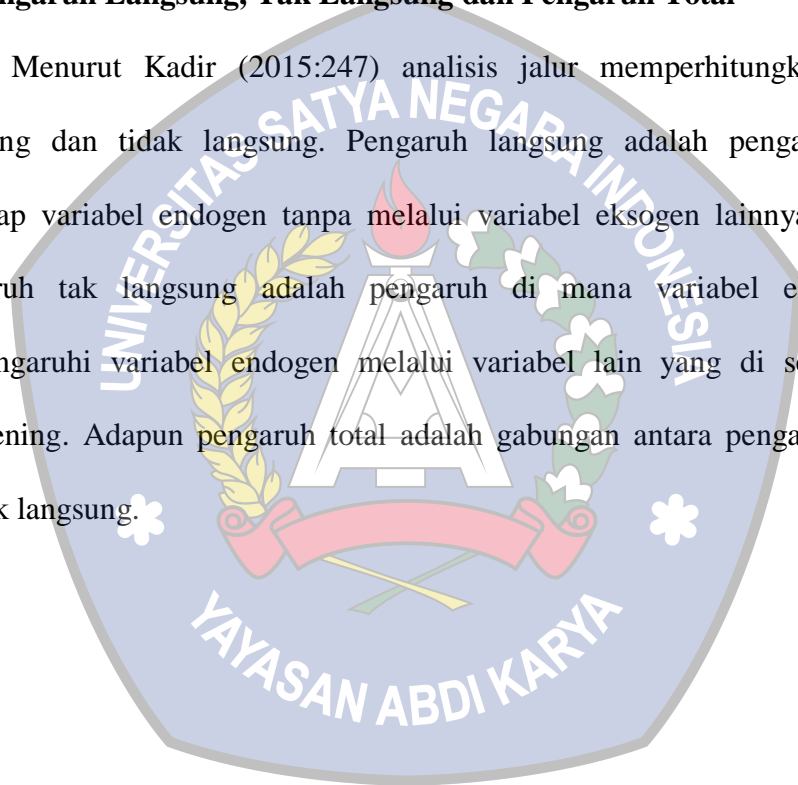 ngaruh Langsung, Tak Langsung dan Pengaruh Total
Menurut Kadir (2015:247) analisis jalur memperhitungk
ng dan tidak langsung. Pengaruh langsung adalah penga
ap variabel endogen tanpa melalui variabel eksogen lainnya
ruh tak langsung adalah pengaruh di mana variabel e
ngaruhi variabel endogen melalui variabel lain yang di se
ening. Adapun pengaruh total adalah gabungan antara penga
k langsung.
UNIVERSITAS SATYA NEGARA INDONESIA
YAYASAN ABDI KARYA